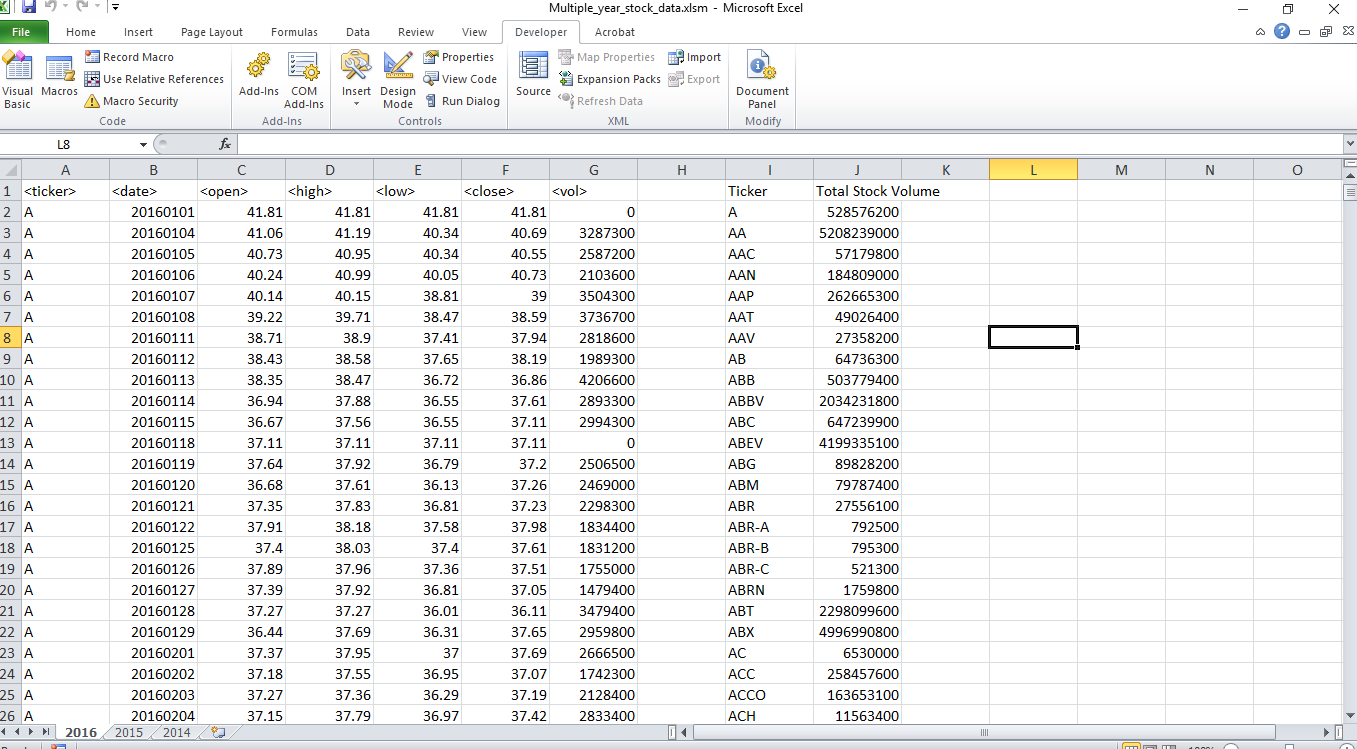 Multiple_year_stock_data.xlsm - Microsoft Excel
File Home Insert Page Layout Formulas Data Review View Developer Acrobat
Visual Basic Macros Record Macro Use Relative References Macro Security Code
Add-Ins COM Add-Ins Add-Ins
Insert Design Mode Properties View Code Run Dialog Controls
Source Map Properties Expansion Packs Refresh Data Import Export XML
Document Panel Modify
L8 fx
A B C D E F G H I J K L M N O
1 <ticker> <date> <open> <high> <low> <close> <vol> Ticker Total Stock Volume
2 A 20160101 41.81 41.81 41.81 41.81 0 A 528576200
3 A 20160104 41.06 41.19 40.34 40.69 3287300 AA 5208239000
4 A 20160105 40.73 40.95 40.34 40.55 2587200 AAC 57179800
5 A 20160106 40.24 40.99 40.05 40.73 2103600 AAN 184809000
6 A 20160107 40.14 40.15 38.81 39 3504300 AAP 262665300
7 A 20160108 39.22 39.71 38.47 38.59 3736700 AAT 49026400
8 A 20160111 38.71 38.9 37.41 37.94 2818600 AAV 27358200
9 A 20160112 38.43 38.58 37.65 38.19 1989300 AB 64736300
10 A 20160113 38.35 38.47 36.72 36.86 4206600 ABB 503779400
11 A 20160114 36.94 37.88 36.55 37.61 2893300 ABBV 2034231800
12 A 20160115 36.67 37.56 36.55 37.11 2994300 ABC 647239900
13 A 20160118 37.11 37.11 37.11 37.11 0 ABEV 4199335100
14 A 20160119 37.64 37.92 36.79 37.2 2506500 ABG 89828200
15 A 20160120 36.68 37.61 36.13 37.26 2469000 ABM 79787400
16 A 20160121 37.35 37.83 36.81 37.23 2298300 ABR 27556100
17 A 20160122 37.91 38.18 37.58 37.98 1834400 ABR-A 792500
18 A 20160125 37.4 38.03 37.4 37.61 1831200 ABR-B 795300
19 A 20160126 37.89 37.96 37.36 37.51 1755000 ABR-C 521300
20 A 20160127 37.39 37.92 36.81 37.05 1479400 ABRN 1759800
21 A 20160128 37.27 37.27 36.01 36.11 3479400 ABT 2298099600
22 A 20160129 36.44 37.69 36.31 37.65 2959800 ABX 4996990800
23 A 20160201 37.37 37.95 37 37.69 2666500 AC 6530000
24 A 20160202 37.18 37.55 36.95 37.07 1742300 ACC 258457600
25 A 20160203 37.27 37.36 36.29 37.19 2128400 ACCO 163653100
26 A 20160204 37.15 37.79 36.97 37.42 2833400 ACH 11563400
2016 2015 2014